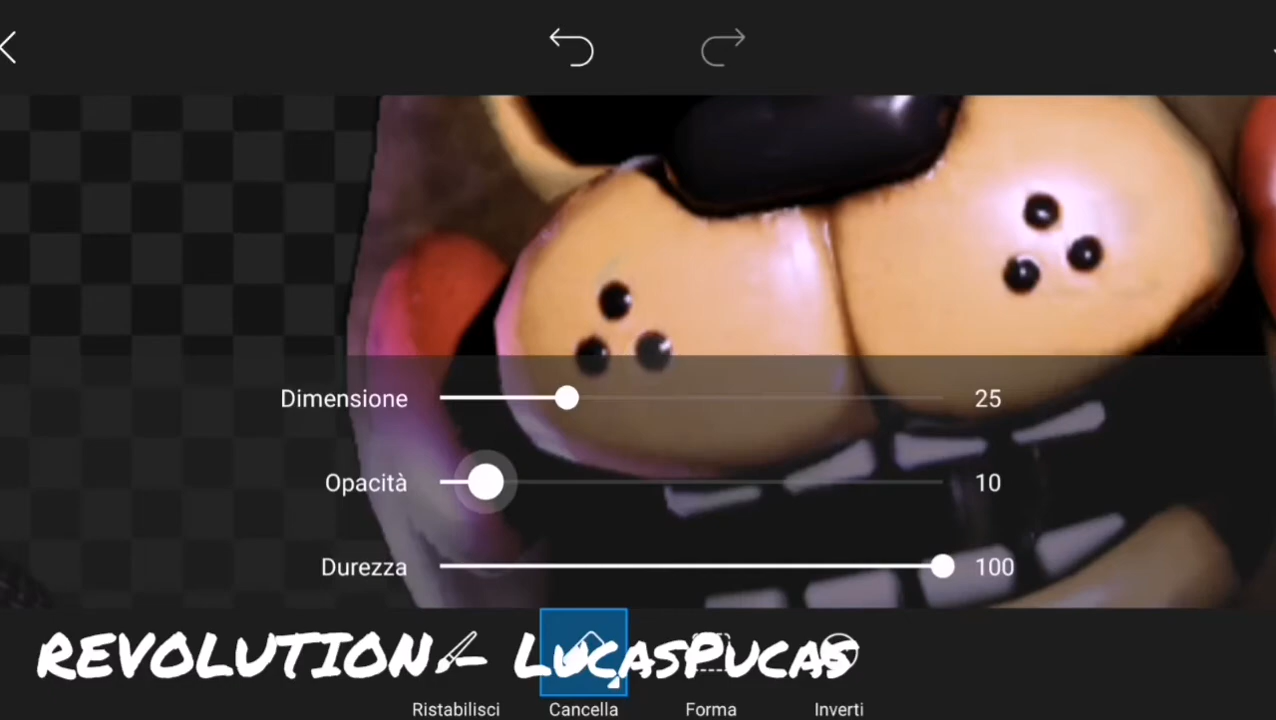 Dimensione 25
Opacità 10
Durezza 100
REVOLUTION - LucasPucas
Ristabilisci Cancella Forma Inverti